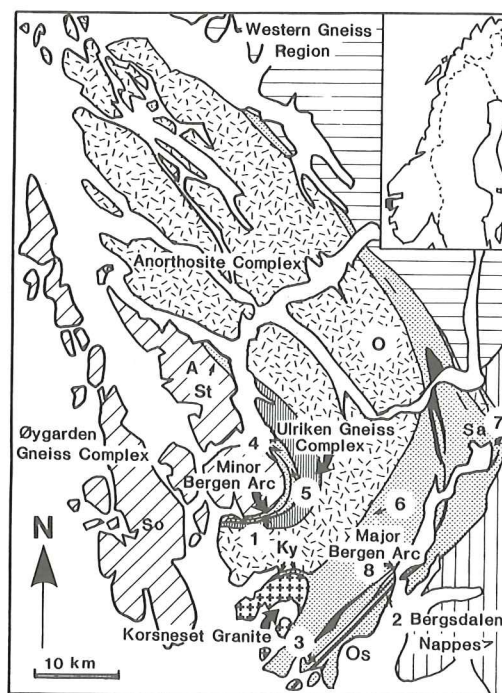 Western Gneiss
Region
Anorthosite Complex
O
A
St
Øygarden
Gneiss Complex
Ulriken Gneiss
Complex
Sa
7
4
Minor
Bergen Arc
5
6
So
1
Major
Bergen Arc
N
Ky
8
2 Bergsdalen
Nappes
Korsneset Granite
3
Os
10 km